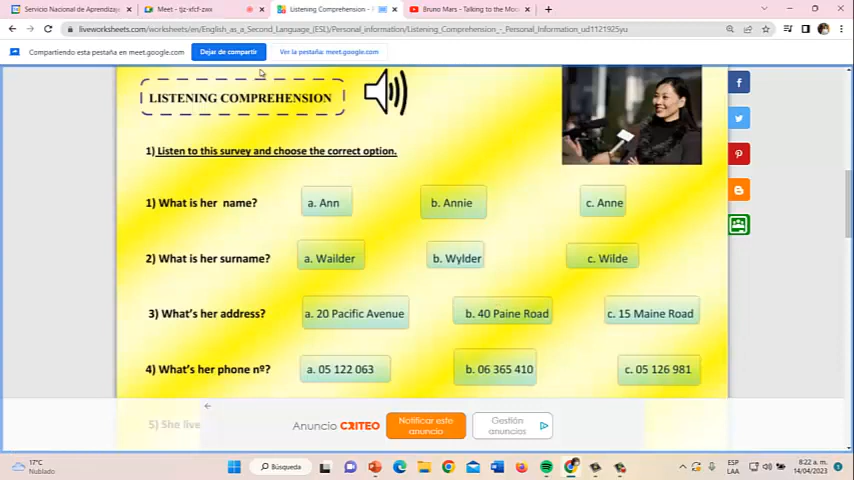 Servicio Nacional de Aprendizaj
Meet - tjz-xfcf-zwx
Listening Comprehension -
Bruno Mars - Talking to the Moo
liveworksheets.com/worksheets/en/English_as_a_Second_Language_(ESL)/Personal_information/Listening_Comprehension_-_Personal_Information_ud1121925yu
Compartiendo esta pestaña en meet.google.com
Dejar de compartir
Ver la pestaña: meet.google.com
LISTENING COMPREHENSION
1) Listen to this survey and choose the correct option.
1) What is her name? a. Ann b. Annie c. Anne
2) What is her surname? a. Wailder b. Wylder c. Wilde
3) What's her address? a. 20 Pacific Avenue b. 40 Paine Road c. 15 Maine Road
4) What's her phone nº? a. 05 122 063 b. 06 365 410 c. 05 126 981
5) She live
Anuncio CRITEO
Notificar este anuncio
Gestión anuncios
17°C
Nublado
Búsqueda
ESP
LAA
8:22 a. m.
14/04/2023